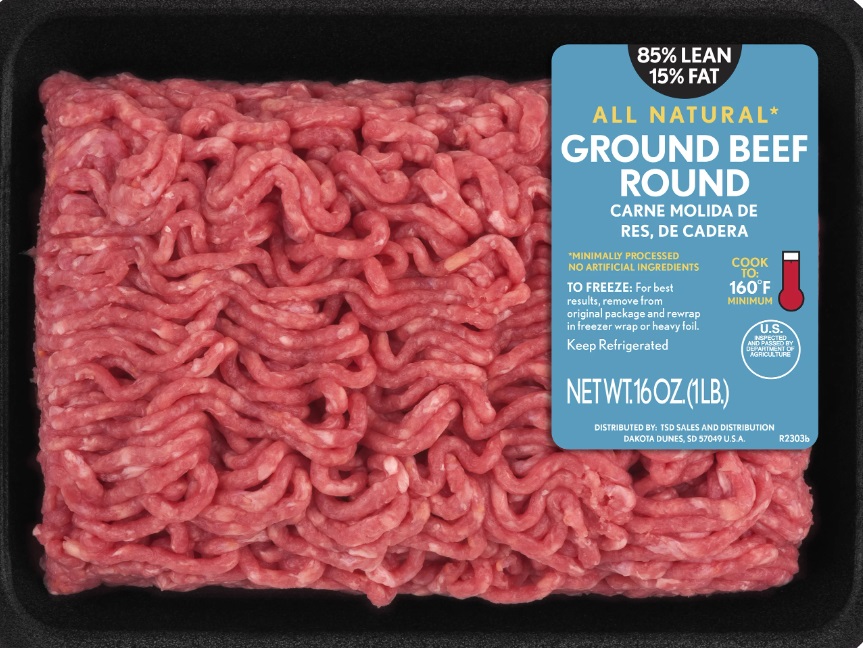 85% LEAN
15% FAT
ALL NATURAL*
GROUND BEEF
ROUND
CARNE MOLIDA DE
RES, DE CADERA
*MINIMALLY PROCESSED
NO ARTIFICIAL INGREDIENTS
COOK
TO:
160°F
MINIMUM
TO FREEZE: For best
results, remove from
original package and rewrap
in freezer wrap or heavy foil.
Keep Refrigerated
U.S.
INSPECTED
AND PASSED BY
DEPARTMENT OF
AGRICULTURE
NET WT. 16 OZ. (1 LB.)
DISTRIBUTED BY: TSD SALES AND DISTRIBUTION
DAKOTA DUNES, SD 57049 U.S.A.
R2303b